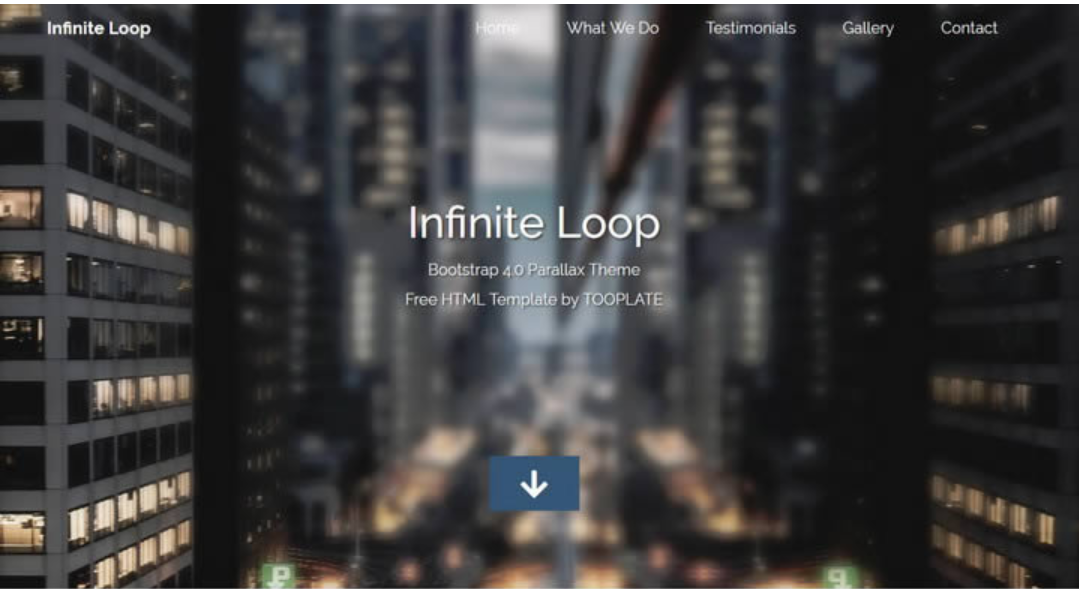 Infinite Loop
Home What We Do Testimonials Gallery Contact
Infinite Loop
Bootstrap 4.0 Parallax Theme
Free HTML Template by TOOPLATE